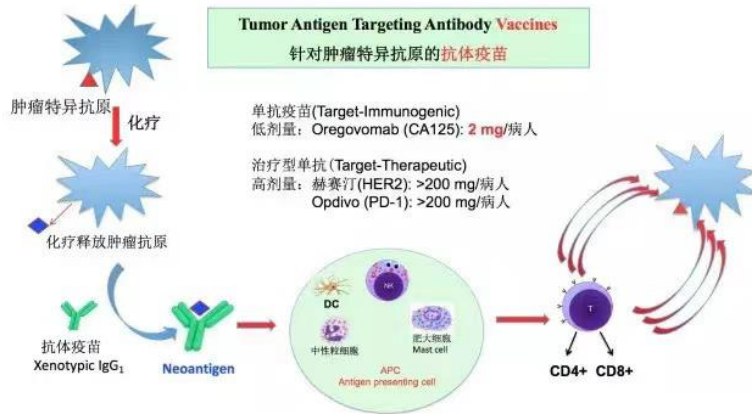 Tumor Antigen Targeting Antibody Vaccines
针对肿瘤特异抗原的抗体疫苗
肿瘤特异抗原
化疗
单抗疫苗(Target-Immunogenic)
低剂量：Oregovomab (CA125): 2 mg/病人
治疗型单抗(Target-Therapeutic)
高剂量：赫赛汀(HER2): >200 mg/病人
Opdivo (PD-1): >200 mg/病人
化疗释放肿瘤抗原
抗体疫苗
Xenotypic IgG1
Neoantigen
DC
NK
中性粒细胞
肥大细胞
Mast cell
APC
Antigen presenting cell
T
CD4+ CD8+